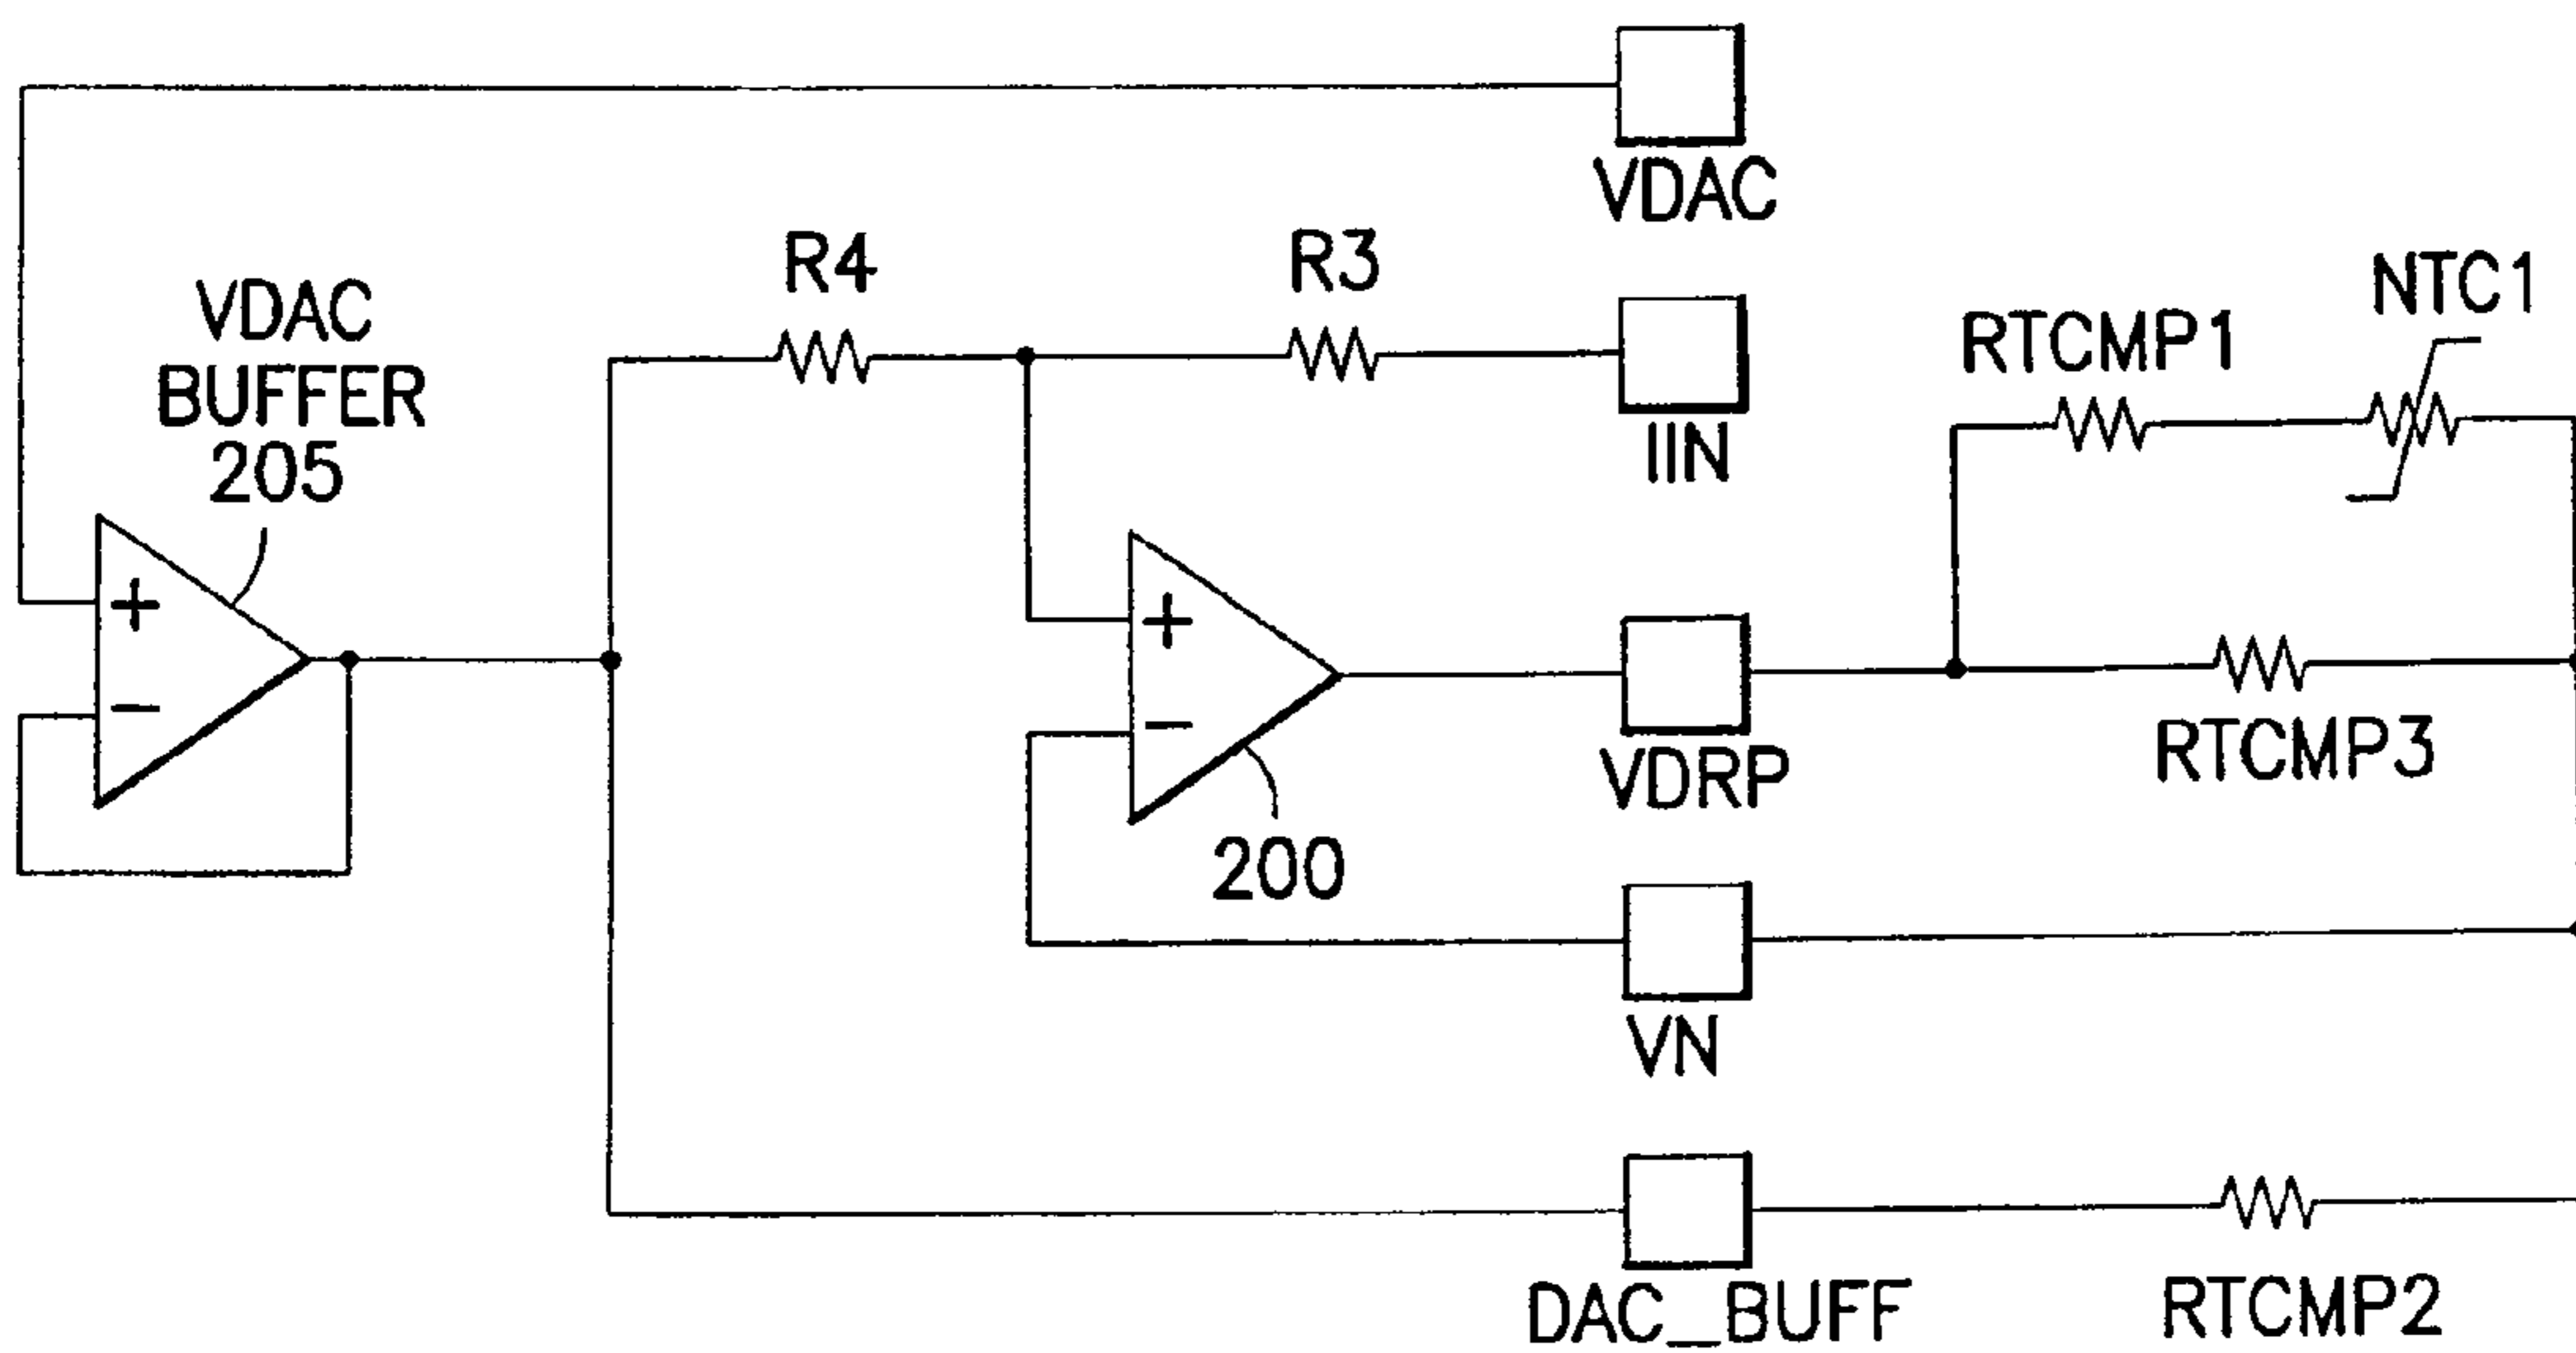 VDAC
R4
R3
VDAC
BUFFER
205
NTC1
RTCMP1
IIN
+
−
+
−
VDRP
RTCMP3
200
VN
DAC_BUFF
RTCMP2